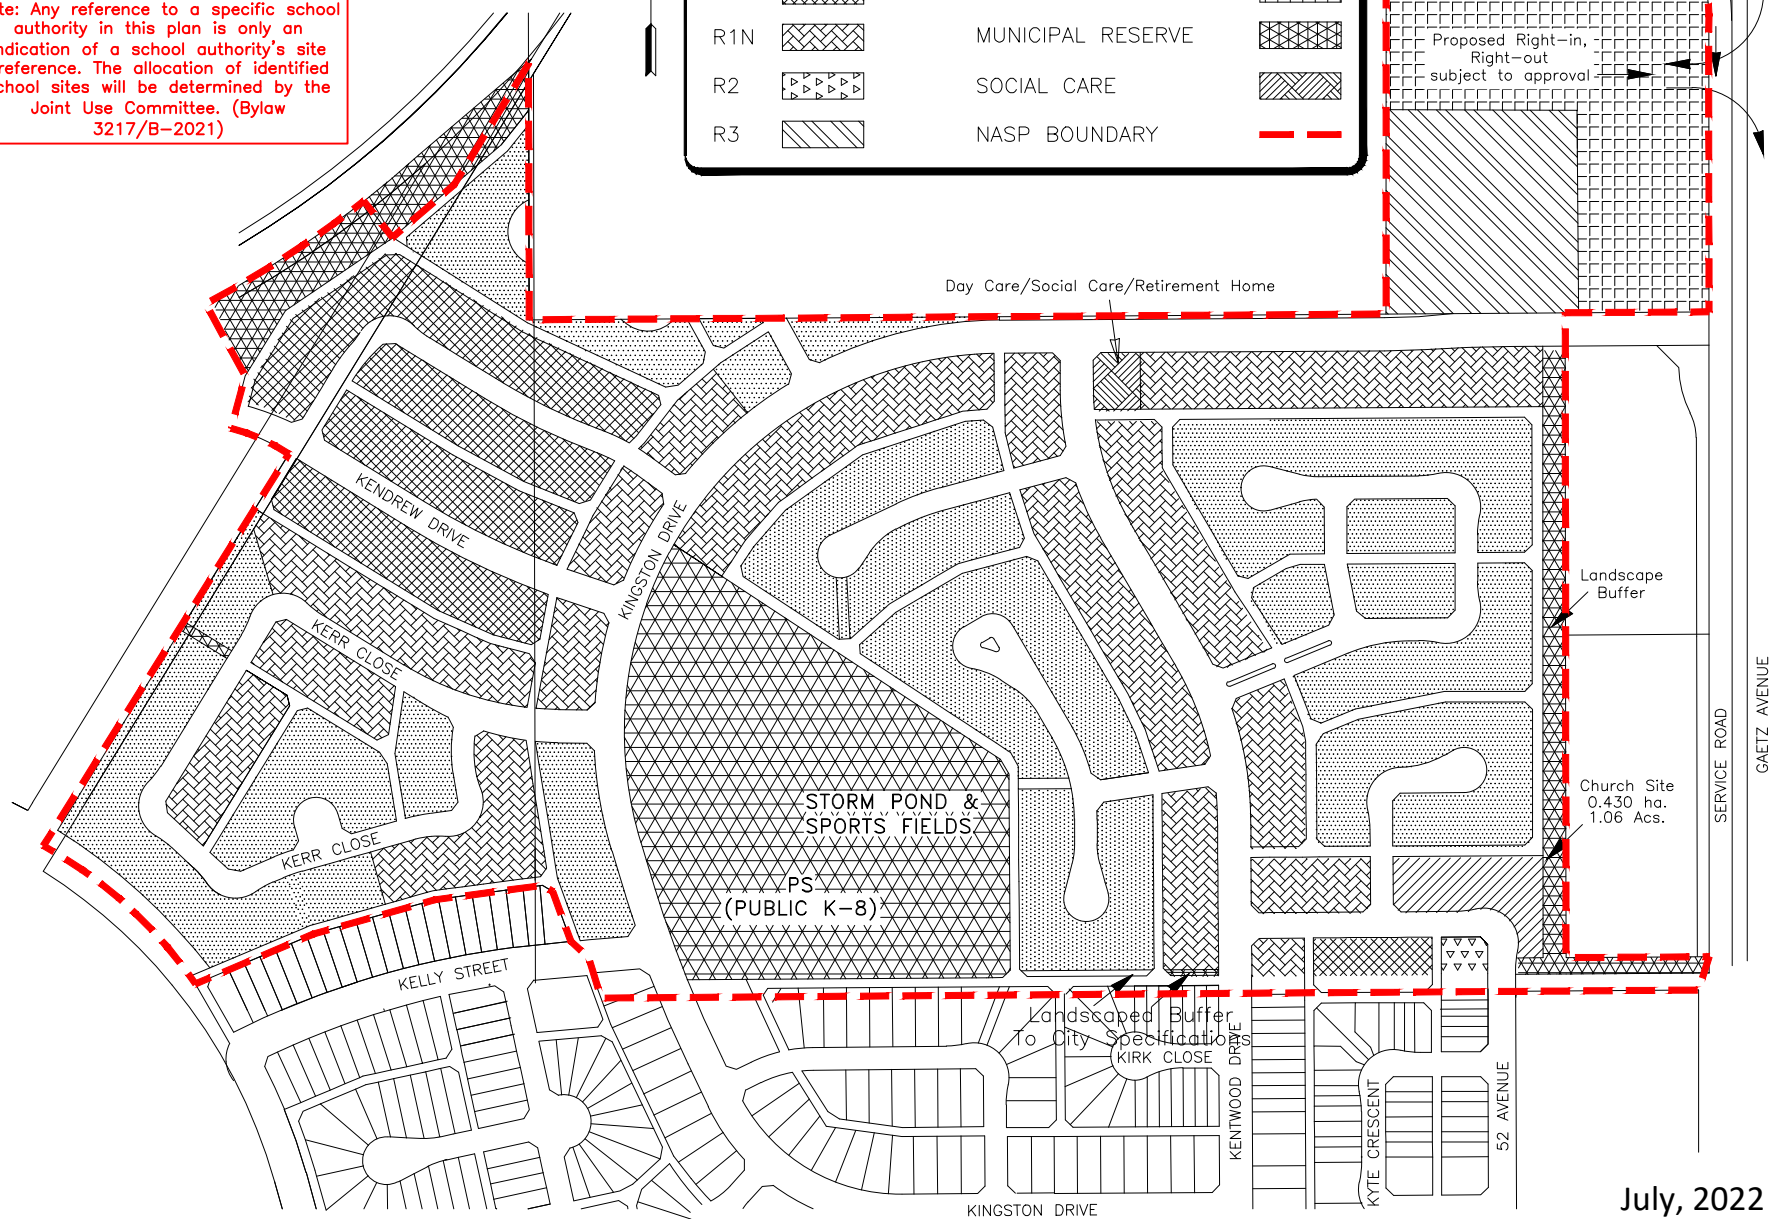 te: Any reference to a specific school
authority in this plan is only an
ndication of a school authority's site
reference. The allocation of identified
chool sites will be determined by the
Joint Use Committee. (Bylaw
3217/B-2021)
R1N
MUNICIPAL RESERVE
R2
SOCIAL CARE
R3
NASP BOUNDARY
Proposed Right-in,
Right-out
subject to approval
Day Care/Social Care/Retirement Home
KENDREW DRIVE
KINGSTON DRIVE
KERR CLOSE
KERR CLOSE
Landscape
Buffer
STORM POND &
SPORTS FIELDS
PS
(PUBLIC K-8)
Church Site
0.430 ha.
1.06 Acs.
SERVICE ROAD
GAETZ AVENUE
KELLY STREET
Landscaped Buffer
To City Specifications
KIRK CLOSE
KENTWOOD DRIVE
KYTE CRESCENT
52 AVENUE
KINGSTON DRIVE
July, 2022